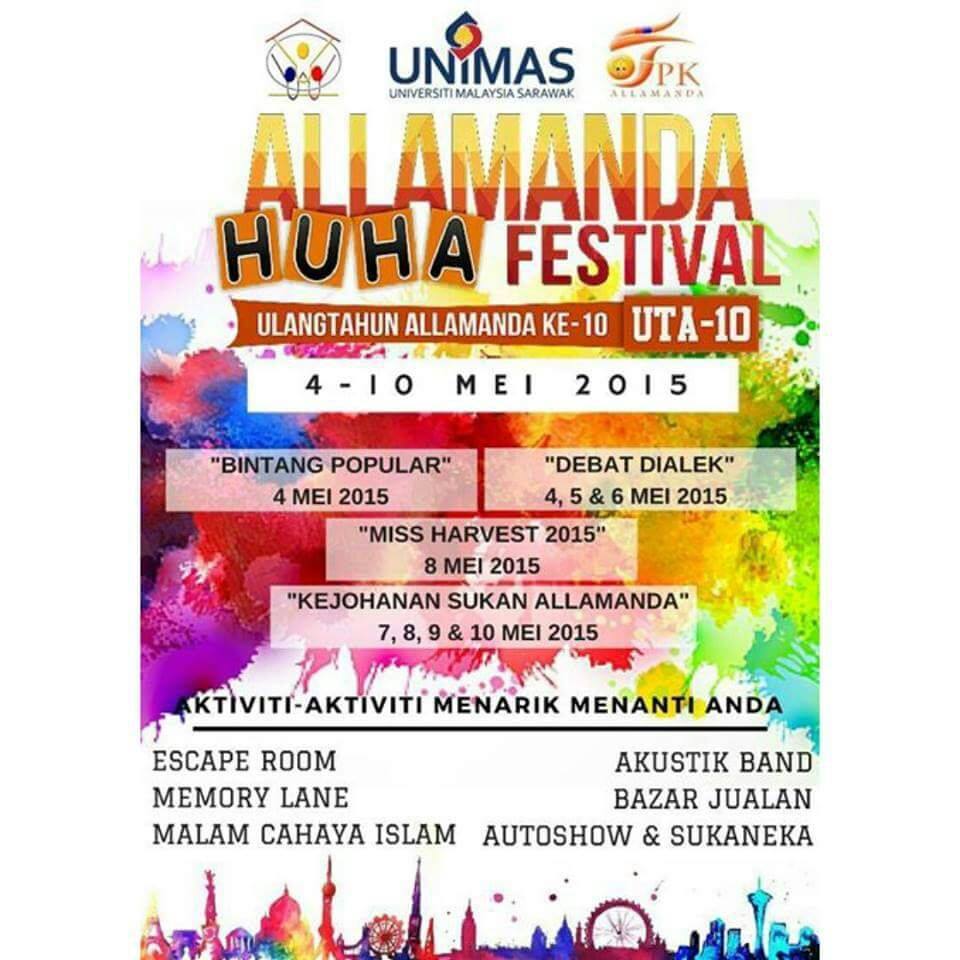 UNIMAS
UNIVERSITI MALAYSIA SARAWAK
FPK
ALLAMANDA
ALLAMANDA
HUHA FESTIVAL
ULANGTAHUN ALLAMANDA KE-10 UTA-10
4-10 MEI 2015
"BINTANG POPULAR"
4 MEI 2015
"DEBAT DIALEK"
4, 5 & 6 MEI 2015
"MISS HARVEST 2015"
8 MEI 2015
"KEJOHANAN SUKAN ALLAMANDA"
7, 8, 9 & 10 MEI 2015
AKTIVITI-AKTIVITI MENARIK MENANTI ANDA
ESCAPE ROOM
MEMORY LANE
MALAM CAHAYA ISLAM
AKUSTIK BAND
BAZAR JUALAN
AUTOSHOW & SUKANEKA